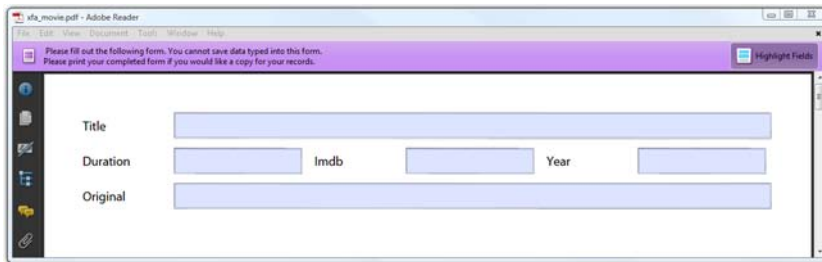 xfa_movie.pdf - Adobe Reader
File Edit View Document Tools Window Help
Please fill out the following form. You cannot save data typed into this form.
Please print your completed form if you would like a copy for your records.
Highlight Fields
Title
Duration Imdb Year
Original